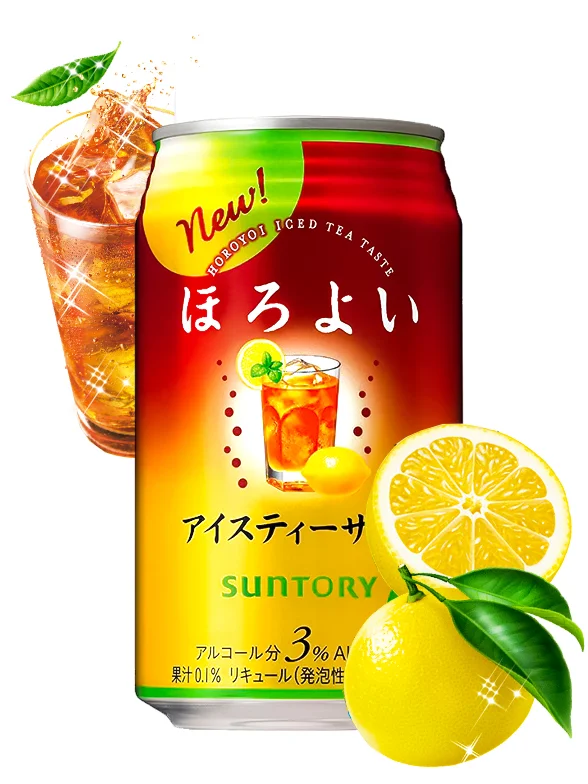 New!
HOROYOI ICED TEA TASTE
ほろよい
アイスティーサ
SUNTORY
アルコール分 3% Al
果汁0.1% リキュール(発泡性